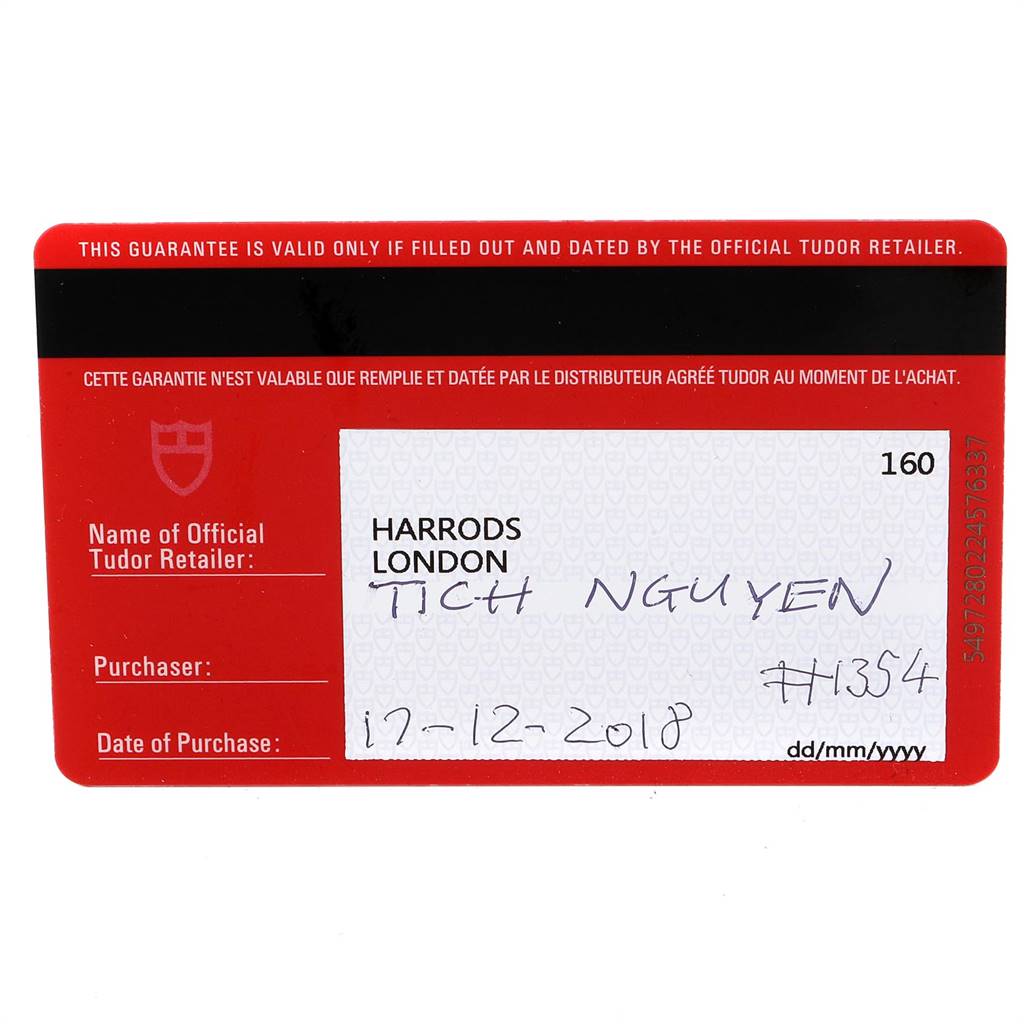 THIS GUARANTEE IS VALID ONLY IF FILLED OUT AND DATED BY THE OFFICIAL TUDOR RETAILER.
CETTE GARANTIE N'EST VALABLE QUE REMPLIE ET DATÉE PAR LE DISTRIBUTEUR AGRÉÉ TUDOR AU MOMENT DE L'ACHAT.
160
Name of Official
Tudor Retailer:
HARRODS
LONDON
TICH NGUYEN
Purchaser:
#1354
Date of Purchase:
17-12-2018
dd/mm/yyyy
5497280224576337